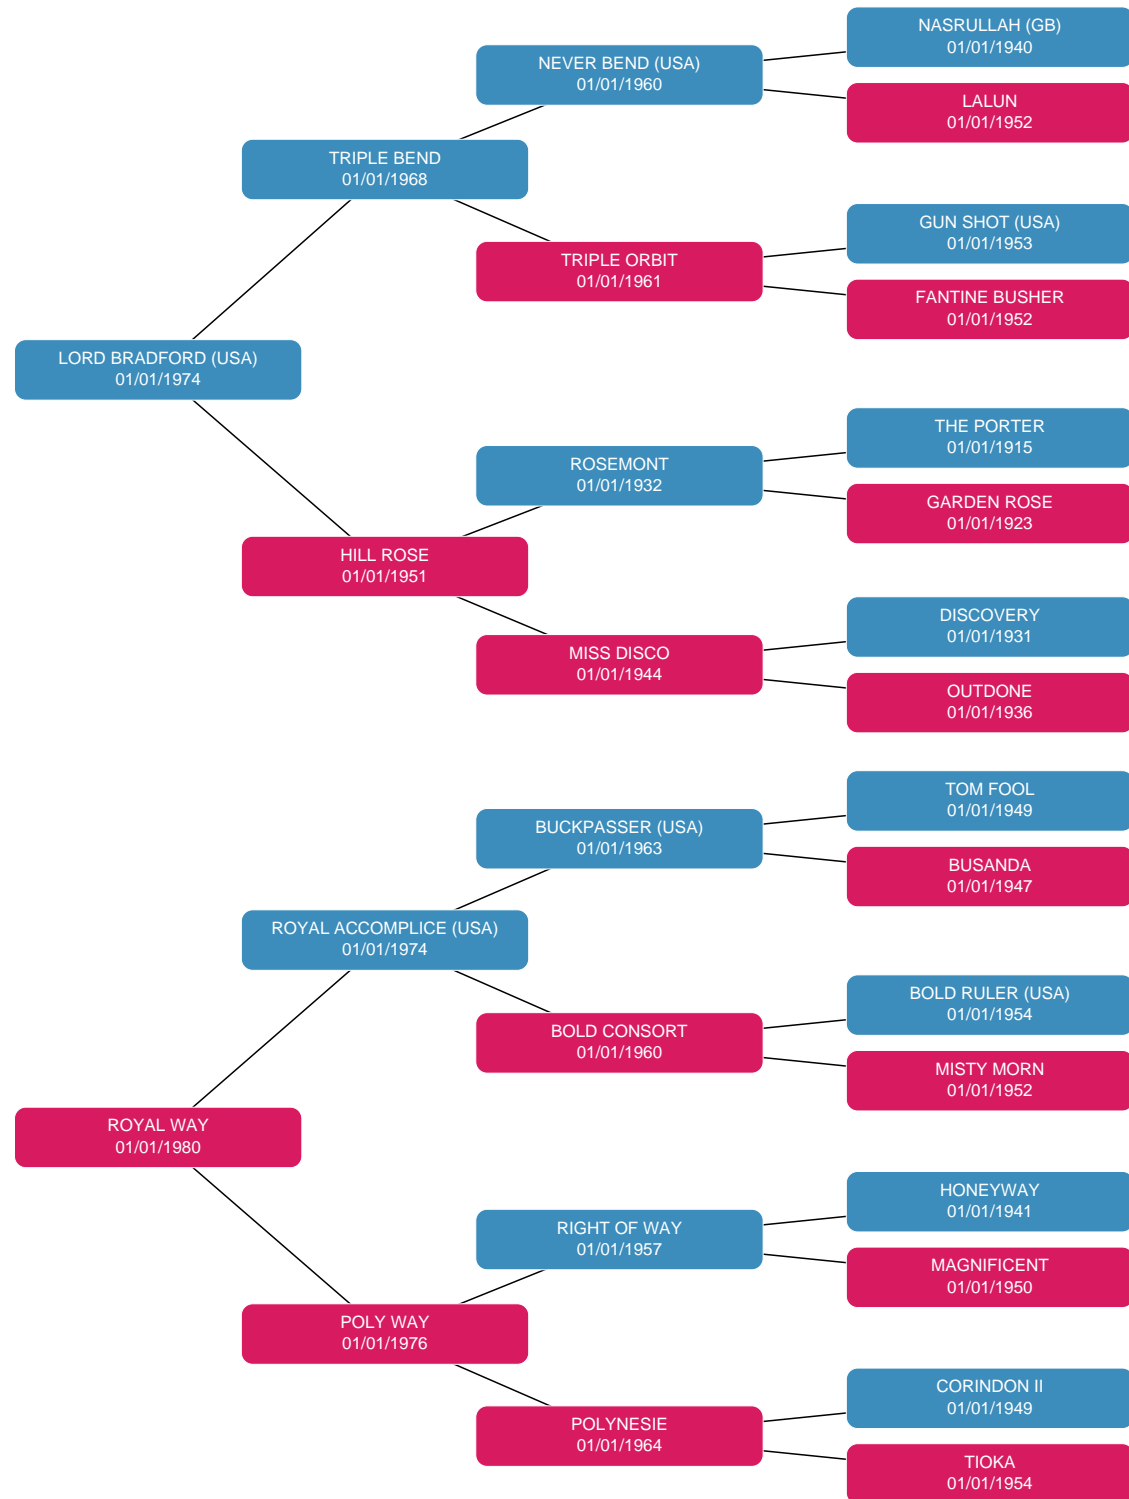 NASRULLAH (GB)
01/01/1940
NEVER BEND (USA)
01/01/1960
LALUN
01/01/1952
TRIPLE BEND
01/01/1968
GUN SHOT (USA)
01/01/1953
TRIPLE ORBIT
01/01/1961
FANTINE BUSHER
01/01/1952
LORD BRADFORD (USA)
01/01/1974
THE PORTER
01/01/1915
ROSEMONT
01/01/1932
GARDEN ROSE
01/01/1923
HILL ROSE
01/01/1951
DISCOVERY
01/01/1931
MISS DISCO
01/01/1944
OUTDONE
01/01/1936
TOM FOOL
01/01/1949
BUCKPASSER (USA)
01/01/1963
BUSANDA
01/01/1947
ROYAL ACCOMPLICE (USA)
01/01/1974
BOLD RULER (USA)
01/01/1954
BOLD CONSORT
01/01/1960
MISTY MORN
01/01/1952
ROYAL WAY
01/01/1980
HONEYWAY
01/01/1941
RIGHT OF WAY
01/01/1957
MAGNIFICENT
01/01/1950
POLY WAY
01/01/1976
CORINDON II
01/01/1949
POLYNESIE
01/01/1964
TIOKA
01/01/1954